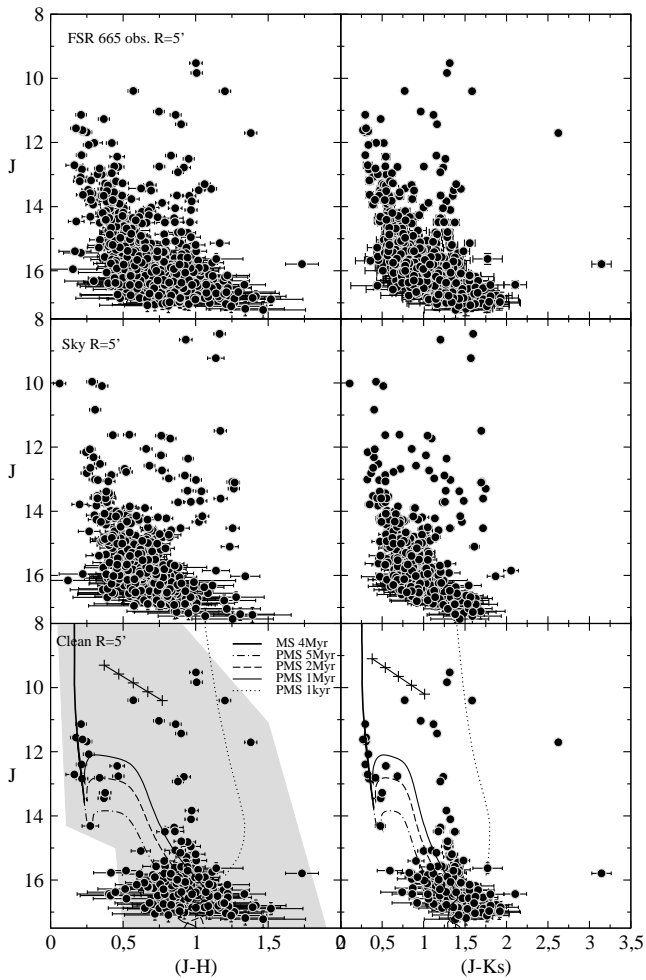 8
FSR 665 obs. R=5'
10
12
J
14
16
8
Sky R=5'
10
12
J
14
16
8
Clean R=5'
MS 4Myr
PMS 5Myr
PMS 2Myr
PMS 1Myr
PMS 1kyr
10
12
J
14
16
0 0,5 1 1,5 2 0 0,5 1 1,5 2 2,5 3 3,5
(J-H) (J-Ks)